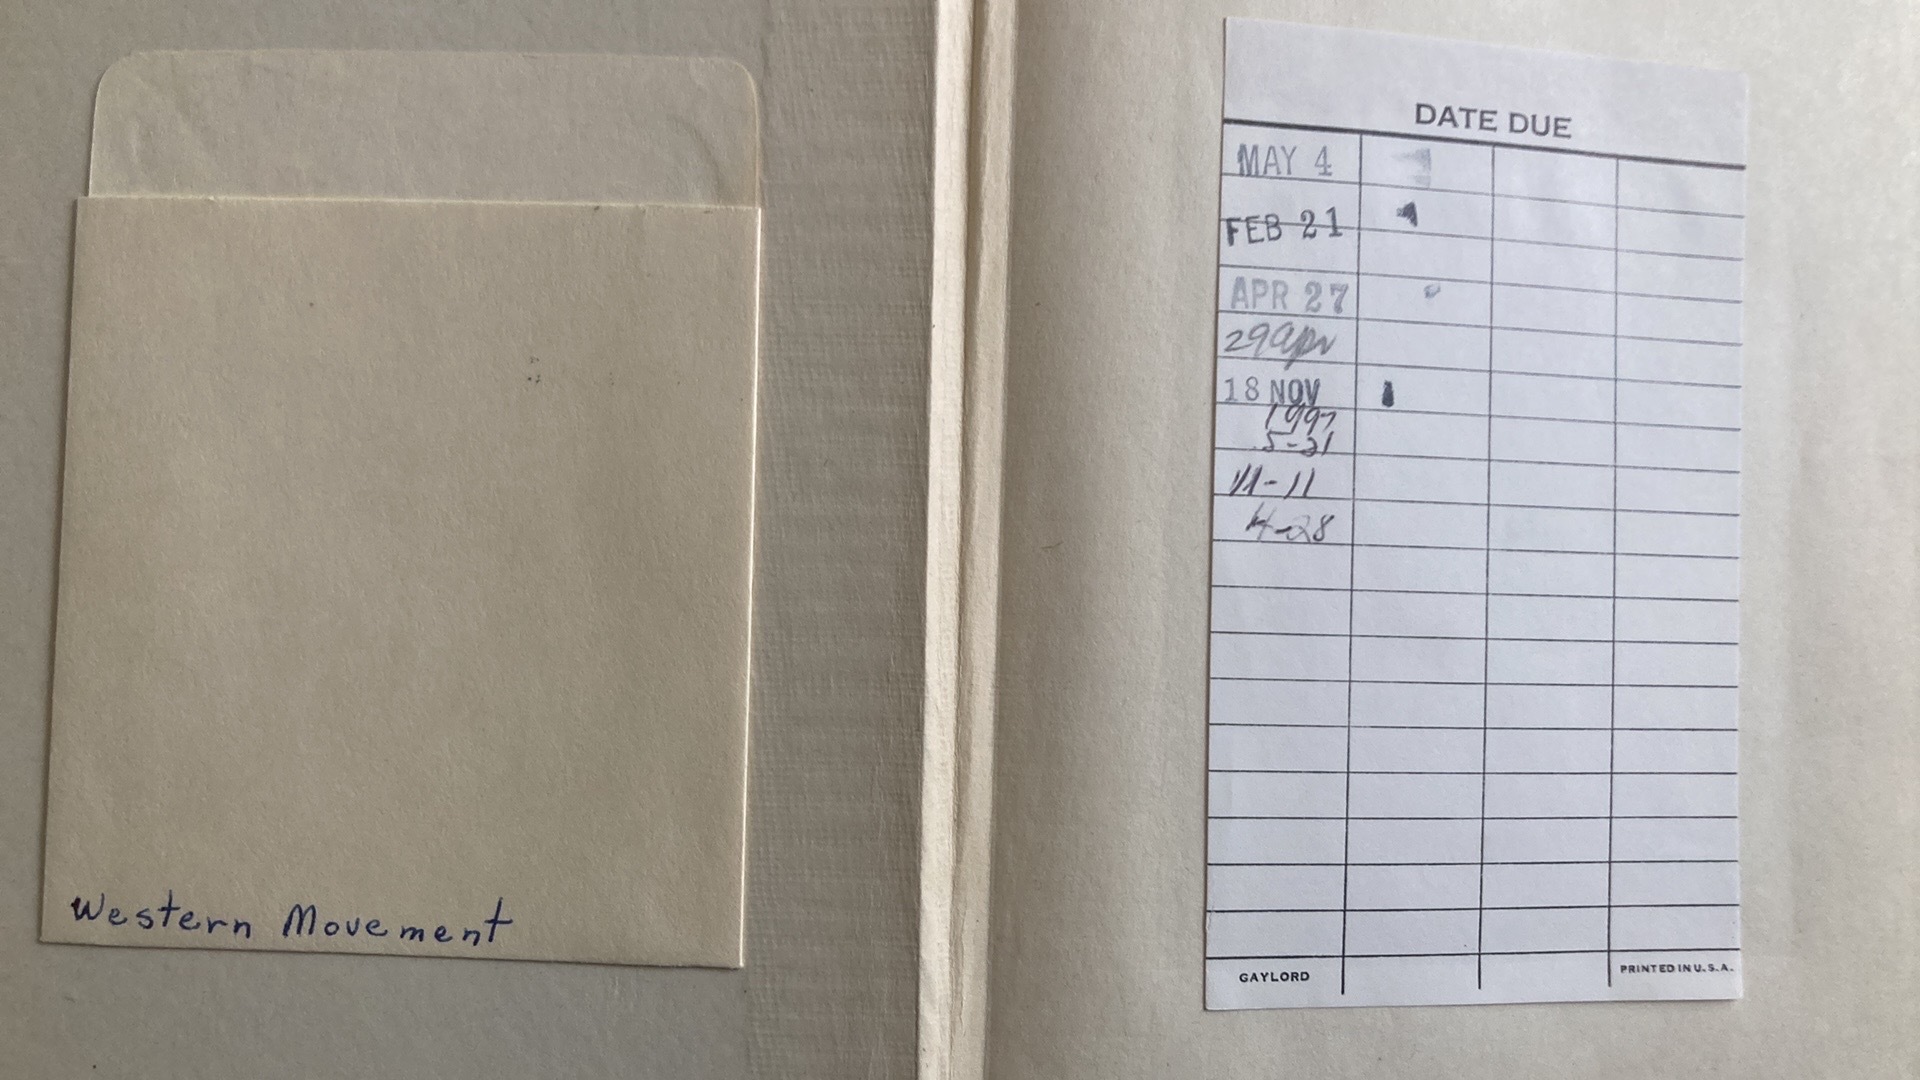 Western Movement
DATE DUE
MAY 4
FEB 21
APR 27
29 apr
18 NOV
1997
5-21
11-11
4-28
GAYLORD
PRINTED IN U.S.A.